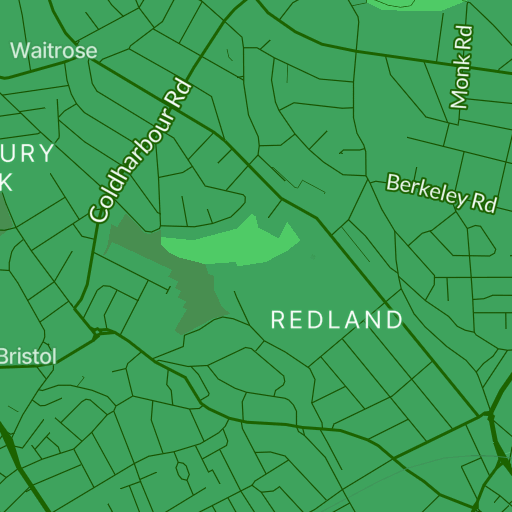 Waitrose
Monk Rd
Coldharbour Rd
URY
K
Berkeley Rd
REDLAND
Bristol